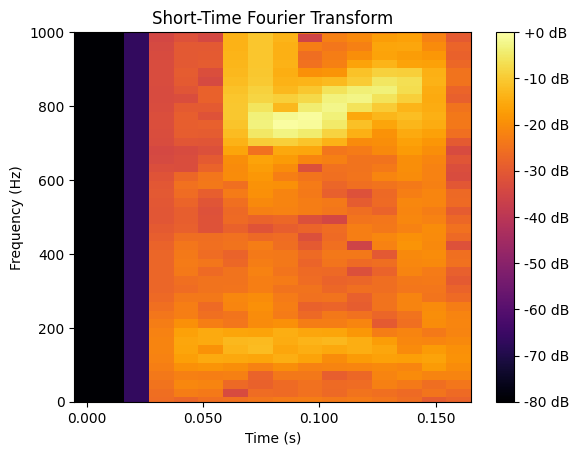 Short-Time Fourier Transform
1000
800
600
400
200
0
Frequency (Hz)
0.000
0.050
0.100
0.150
Time (s)
+0 dB
-10 dB
-20 dB
-30 dB
-40 dB
-50 dB
-60 dB
-70 dB
-80 dB